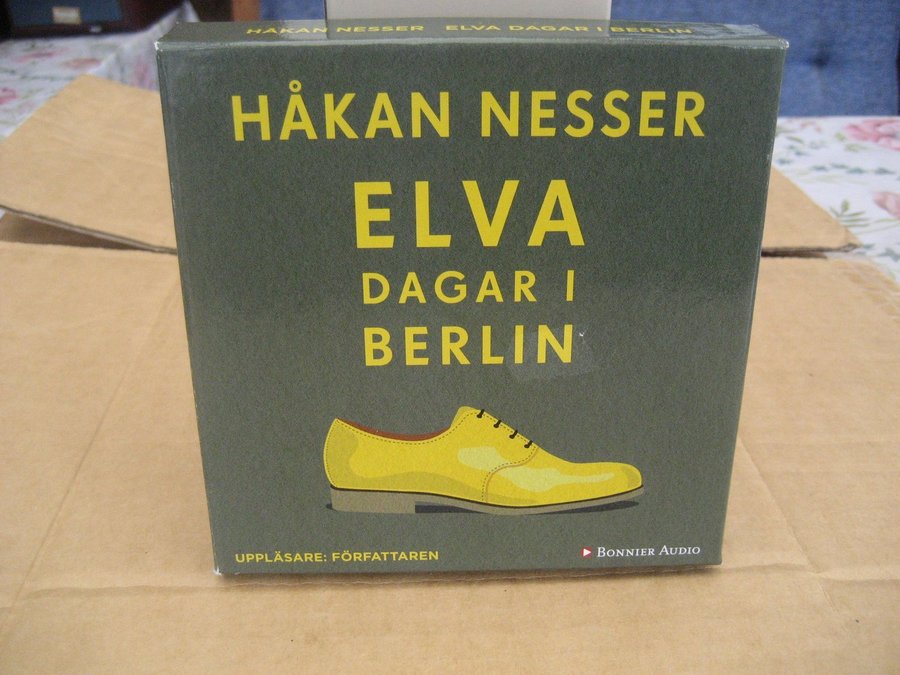 HÅKAN NESSER ELVA DAGAR I BERLIN
HÅKAN NESSER
ELVA
DAGAR I
BERLIN
UPPLÄSARE: FÖRFATTAREN
BONNIER AUDIO